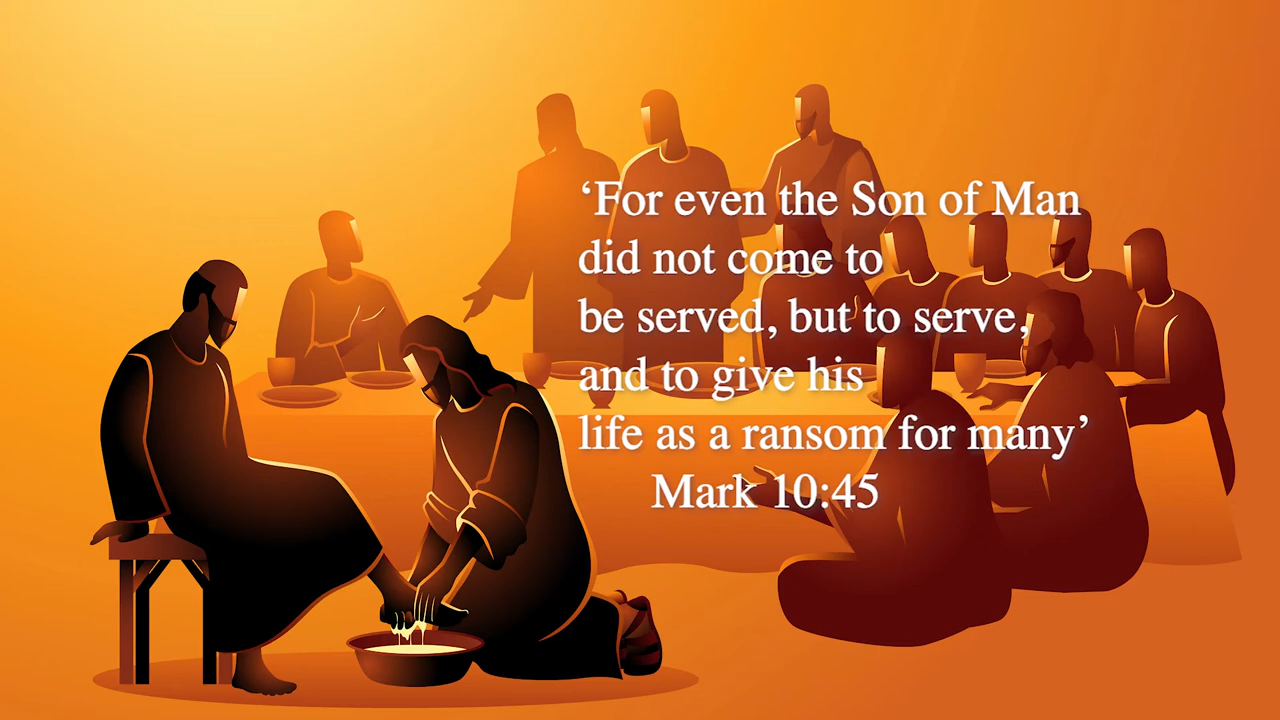 ‘For even the Son of Man
did not come to
be served, but to serve,
and to give his
life as a ransom for many’
Mark 10:45